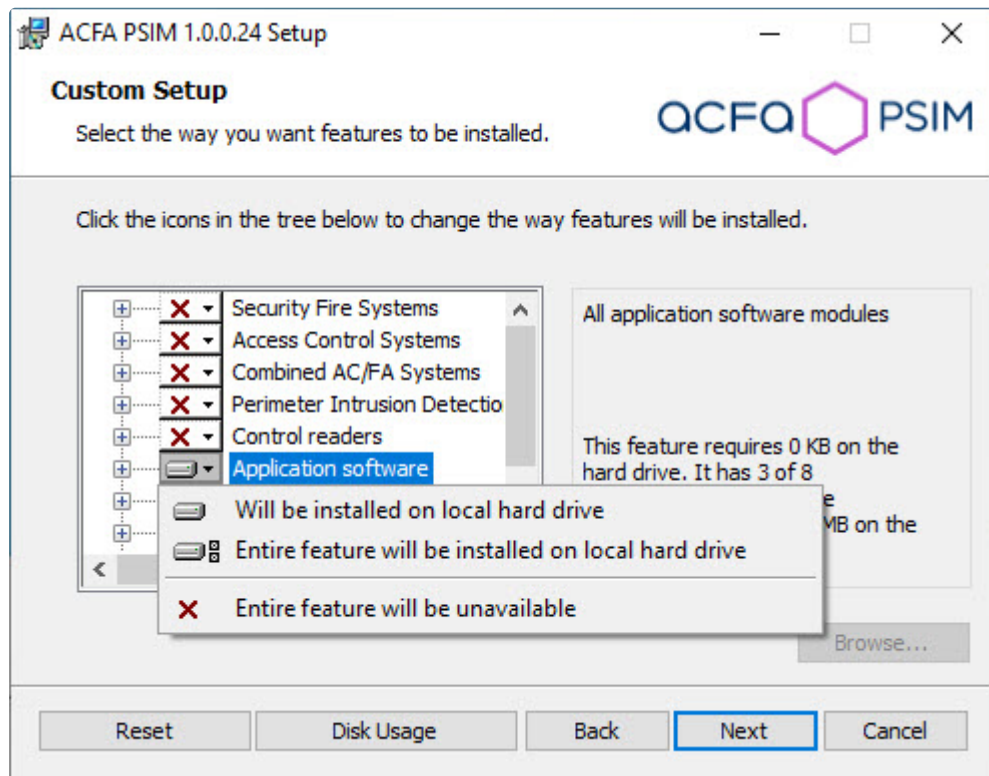 ACFA PSIM 1.0.0.24 Setup
Custom Setup
Select the way you want features to be installed.
ACFA PSIM
Click the icons in the tree below to change the way features will be installed.
Security Fire Systems
Access Control Systems
Combined AC/FA Systems
Perimeter Intrusion Detectio
Control readers
Application software
All application software modules
This feature requires 0 KB on the
hard drive. It has 3 of 8
e
MB on the
Will be installed on local hard drive
Entire feature will be installed on local hard drive
Entire feature will be unavailable
Browse...
Reset
Disk Usage
Back
Next
Cancel